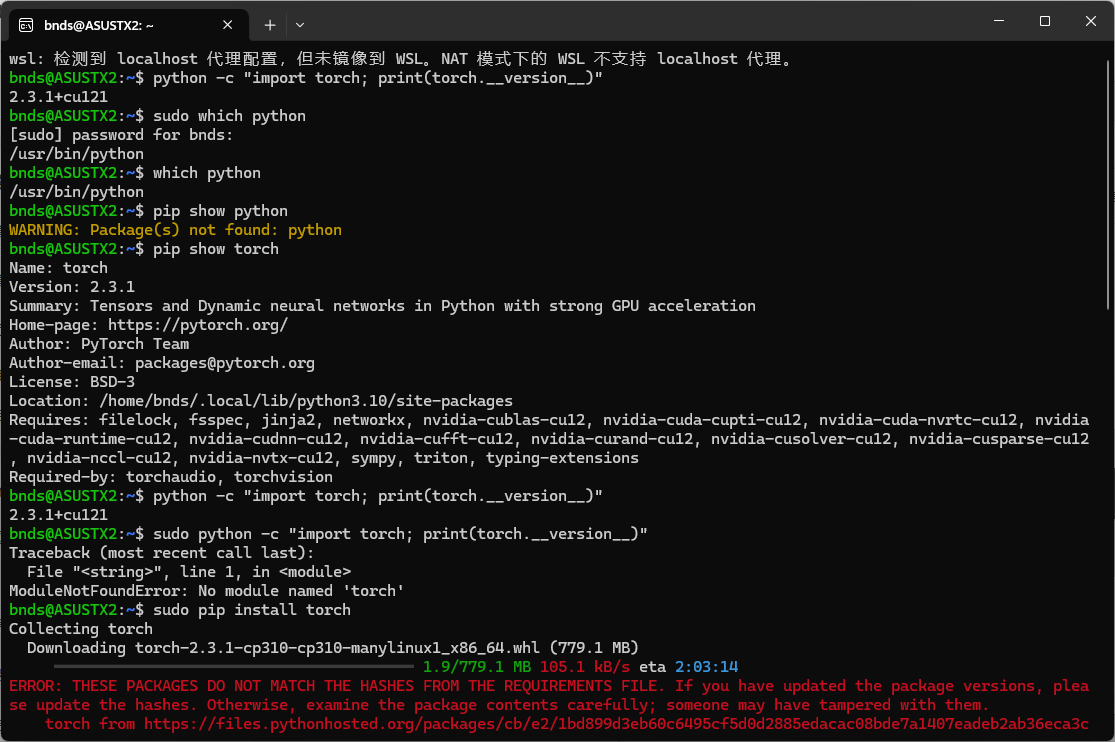 bnds@ASUSTX2: ~
wsl: 检测到 localhost 代理配置，但未镜像到 WSL。NAT 模式下的 WSL 不支持 localhost 代理。
bnds@ASUSTX2:~$ python -c "import torch; print(torch.__version__)"
2.3.1+cu121
bnds@ASUSTX2:~$ sudo which python
[sudo] password for bnds:
/usr/bin/python
bnds@ASUSTX2:~$ which python
/usr/bin/python
bnds@ASUSTX2:~$ pip show python
WARNING: Package(s) not found: python
bnds@ASUSTX2:~$ pip show torch
Name: torch
Version: 2.3.1
Summary: Tensors and Dynamic neural networks in Python with strong GPU acceleration
Home-page: https://pytorch.org/
Author: PyTorch Team
Author-email: packages@pytorch.org
License: BSD-3
Location: /home/bnds/.local/lib/python3.10/site-packages
Requires: filelock, fsspec, jinja2, networkx, nvidia-cublas-cu12, nvidia-cuda-cupti-cu12, nvidia-cuda-nvrtc-cu12, nvidia
-cuda-runtime-cu12, nvidia-cudnn-cu12, nvidia-cufft-cu12, nvidia-curand-cu12, nvidia-cusolver-cu12, nvidia-cusparse-cu12
, nvidia-nccl-cu12, nvidia-nvtx-cu12, sympy, triton, typing-extensions
Required-by: torchaudio, torchvision
bnds@ASUSTX2:~$ python -c "import torch; print(torch.__version__)"
2.3.1+cu121
bnds@ASUSTX2:~$ sudo python -c "import torch; print(torch.__version__)"
Traceback (most recent call last):
  File "<string>", line 1, in <module>
ModuleNotFoundError: No module named 'torch'
bnds@ASUSTX2:~$ sudo pip install torch
Collecting torch
  Downloading torch-2.3.1-cp310-cp310-manylinux1_x86_64.whl (779.1 MB)
1.9/779.1 MB 105.1 kB/s eta 2:03:14
ERROR: THESE PACKAGES DO NOT MATCH THE HASHES FROM THE REQUIREMENTS FILE. If you have updated the package versions, plea
se update the hashes. Otherwise, examine the package contents carefully; someone may have tampered with them.
    torch from https://files.pythonhosted.org/packages/cb/e2/1bd899d3eb60c6495cf5d0d2885edacac08bde7a1407eadeb2ab36eca3c